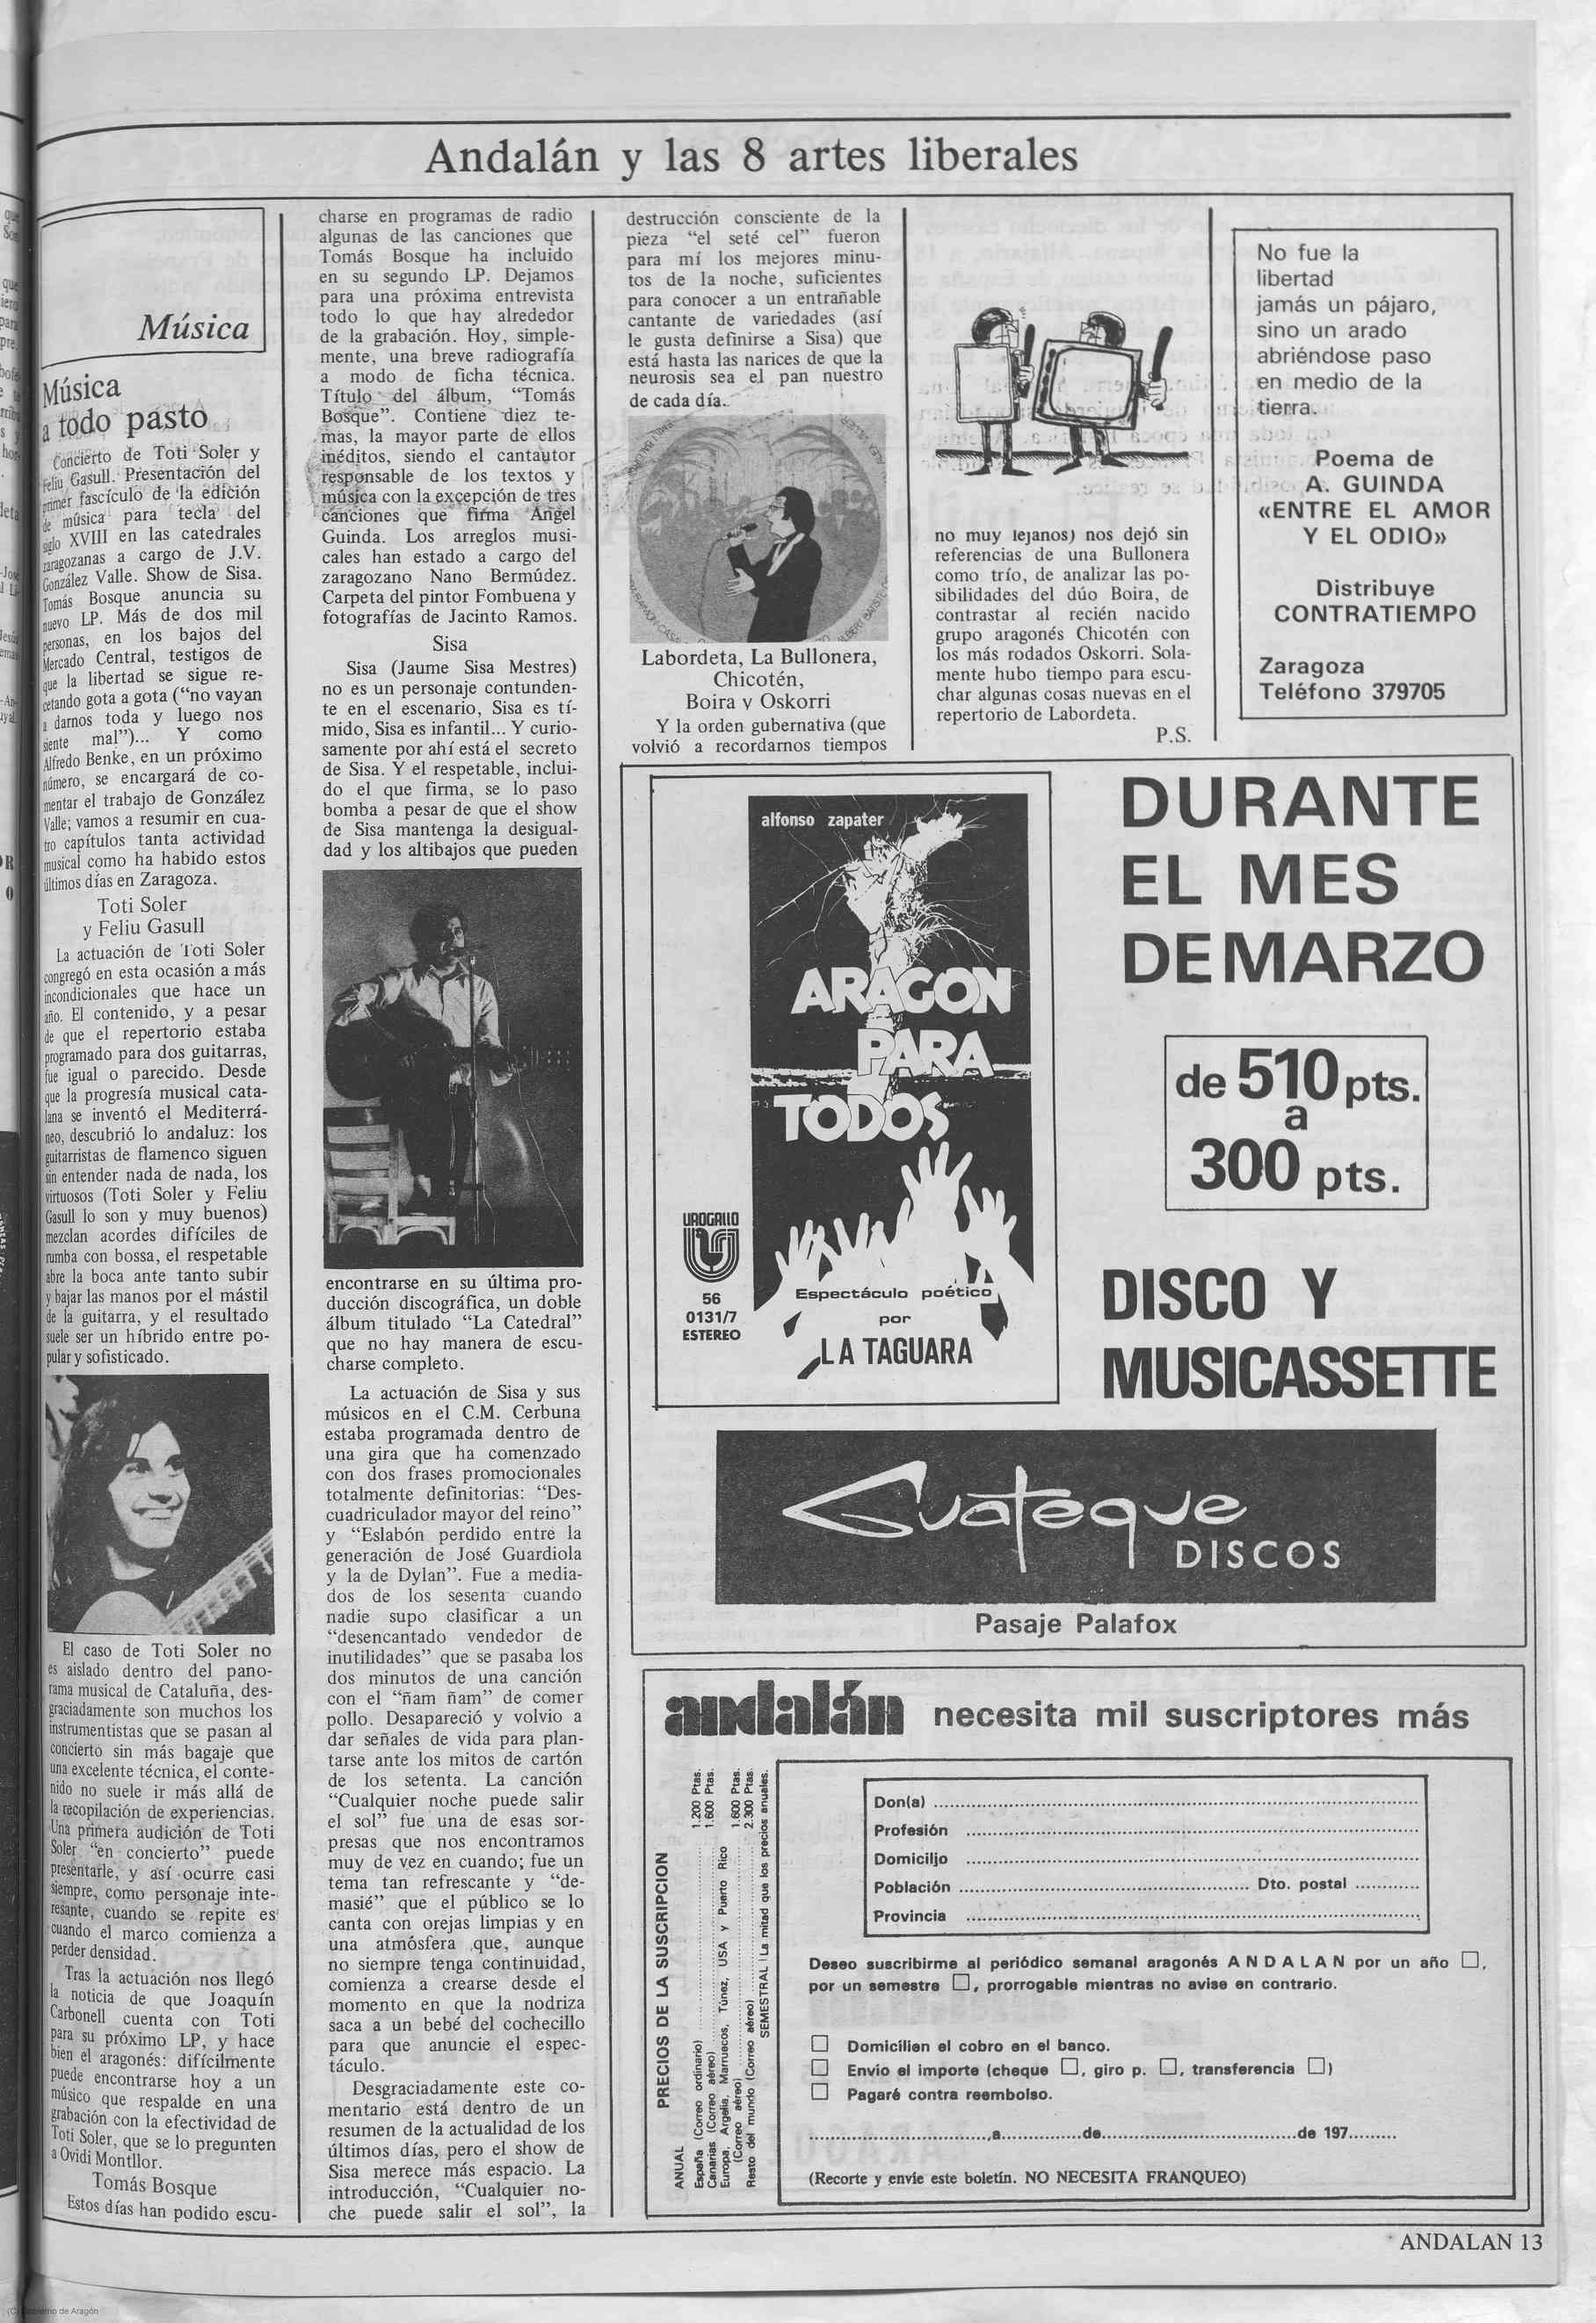 Andalán y las 8 artes liberales
Música
Música
a todo pasto
Concierto de Toti Soler y
Feliu Gasull. Presentación del
primer fascículo de la edición
de música para tecla del
siglo XVIII en las catedrales
zaragozanas a cargo de J.V.
González Valle. Show de Sisa.
Tomás Bosque anuncia su
nuevo LP. Más de dos mil
personas, en los bajos del
Mercado Central, testigos de
que la libertad se sigue re-
cetando gota a gota (“no vayan
a darnos toda y luego nos
siente mal”)... Y como
Alfredo Benke, en un próximo
número, se encargará de co-
mentar el trabajo de González
Valle; vamos a resumir en cua-
tro capítulos tanta actividad
musical como ha habido estos
últimos días en Zaragoza.
Toti Soler
y Feliu Gasull
La actuación de Toti Soler
congregó en esta ocasión a más
incondicionales que hace un
año. El contenido, y a pesar
de que el repertorio estaba
programado para dos guitarras,
fue igual o parecido. Desde
que la progresía musical cata-
lana se inventó el Mediterrá-
neo, descubrió lo andaluz: los
guitarristas de flamenco siguen
sin entender nada de nada, los
virtuosos (Toti Soler y Feliu
Gasull lo son y muy buenos)
mezclan acordes difíciles de
rumba con bossa, el respetable
abre la boca ante tanto subir
y bajar las manos por el mástil
de la guitarra, y el resultado
suele ser un híbrido entre po-
pular y sofisticado.
El caso de Toti Soler no
es aislado dentro del pano-
rama musical de Cataluña, des-
graciadamente son muchos los
instrumentistas que se pasan al
concierto sin más bagaje que
una excelente técnica, el conte-
nido no suele ir más allá de
la recopilación de experiencias.
Una primera audición de Toti
Soler “en concierto” puede
presentarle, y así ocurre casi
siempre, como personaje inte-
resante, cuando se repite es
cuando el marco comienza a
perder densidad.
Tras la actuación nos llegó
la noticia de que Joaquín
Carbonell cuenta con Toti
para su próximo LP, y hace
bien el aragonés: difícilmente
puede encontrarse hoy a un
músico que respalde en una
grabación con la efectividad de
Toti Soler, que se lo pregunten
a Ovidi Montllor.
Tomás Bosque
Estos días han podido escu-
charse en programas de radio
algunas de las canciones que
Tomás Bosque ha incluido
en su segundo LP. Dejamos
para una próxima entrevista
todo lo que hay alrededor
de la grabación. Hoy, simple-
mente, una breve radiografía
a modo de ficha técnica.
Título del álbum, “Tomás
Bosque”. Contiene diez te-
mas, la mayor parte de ellos
inéditos, siendo el cantautor
responsable de los textos y
música con la excepción de tres
canciones que firma Angel
Guinda. Los arreglos musi-
cales han estado a cargo del
zaragozano Nano Bermúdez.
Carpeta del pintor Fombuena y
fotografías de Jacinto Ramos.
Sisa
Sisa (Jaume Sisa Mestres)
no es un personaje contunden-
te en el escenario, Sisa es tí-
mido, Sisa es infantil... Y curio-
samente por ahí está el secreto
de Sisa. Y el respetable, inclui-
do el que firma, se lo paso
bomba a pesar de que el show
de Sisa mantenga la desigual-
dad y los altibajos que pueden
encontrarse en su última pro-
ducción discográfica, un doble
álbum titulado “La Catedral”
que no hay manera de escu-
charse completo.
La actuación de Sisa y sus
músicos en el C.M. Cerbuna
estaba programada dentro de
una gira que ha comenzado
con dos frases promocionales
totalmente definitorias: “Des-
cuadriculador mayor del reino”
y “Eslabón perdido entre la
generación de José Guardiola
y la de Dylan”. Fue a media-
dos de los sesenta cuando
nadie supo clasificar a un
“desencantado vendedor de
inutilidades” que se pasaba los
dos minutos de una canción
con el “ñam ñam” de comer
pollo. Desapareció y volvio a
dar señales de vida para plan-
tarse ante los mitos de cartón
de los setenta. La canción
“Cualquier noche puede salir
el sol” fue una de esas sor-
presas que nos encontramos
muy de vez en cuando; fue un
tema tan refrescante y “de-
masié” que el público se lo
canta con orejas limpias y en
una atmósfera que, aunque
no siempre tenga continuidad,
comienza a crearse desde el
momento en que la nodriza
saca a un bebé del cochecillo
para que anuncie el espec-
táculo.
Desgraciadamente este co-
mentario está dentro de un
resumen de la actualidad de los
últimos días, pero el show de
Sisa merece más espacio. La
introducción, “Cualquier no-
che puede salir el sol”, la
destrucción consciente de la
pieza “el seté cel” fueron
para mí los mejores minu-
tos de la noche, suficientes
para conocer a un entrañable
cantante de variedades (así
le gusta definirse a Sisa) que
está hasta las narices de que la
neurosis sea el pan nuestro
de cada día.
Labordeta, La Bullonera,
Chicotén,
Boira y Oskorri
Y la orden gubernativa (que
volvió a recordarnos tiempos
no muy lejanos) nos dejó sin
referencias de una Bullonera
como trío, de analizar las po-
sibilidades del dúo Boira, de
contrastar al recién nacido
grupo aragonés Chicotén con
los más rodados Oskorri. Sola-
mente hubo tiempo para escu-
char algunas cosas nuevas en el
repertorio de Labordeta.
P.S.
No fue la
libertad
jamás un pájaro,
sino un arado
abriéndose paso
en medio de la
tierra.
Poema de
A. GUINDA
«ENTRE EL AMOR
Y EL ODIO»
Distribuye
CONTRATIEMPO
Zaragoza
Teléfono 379705
alfonso zapater
ARAGON
PARA
TODOS
UROGALLO
56
0131/7
ESTEREO
Espectáculo poético
por
LA TAGUARA
DURANTE
EL MES
DE MARZO
de 510 pts.
a
300 pts.
DISCO Y
MUSICASSETTE
Guateque
DISCOS
Pasaje Palafox
andalán necesita mil suscriptores más
PRECIOS DE LA SUSCRIPCION
ANUAL
España (Correo ordinario) 1.200 Ptas.
Canarias (Correo aéreo) 1.600 Ptas.
Europa, Argelia, Marruecos, Túnez, USA y Puerto Rico
(Correo aéreo) 1.600 Ptas.
Resto del mundo (Correo aéreo) 2.300 Ptas.
SEMESTRAL: La mitad que los precios anuales.
Don(a)
Profesión
Domicilio
Población Dto. postal
Provincia
Deseo suscribirme al periódico semanal aragonés A N D A L A N por un año □,
por un semestre □, prorrogable mientras no avise en contrario.
□ Domicilien el cobro en el banco.
□ Envío el importe (cheque □, giro p. □, transferencia □)
□ Pagaré contra reembolso.
,a de de 197
(Recorte y envíe este boletín. NO NECESITA FRANQUEO)
ANDALAN 13